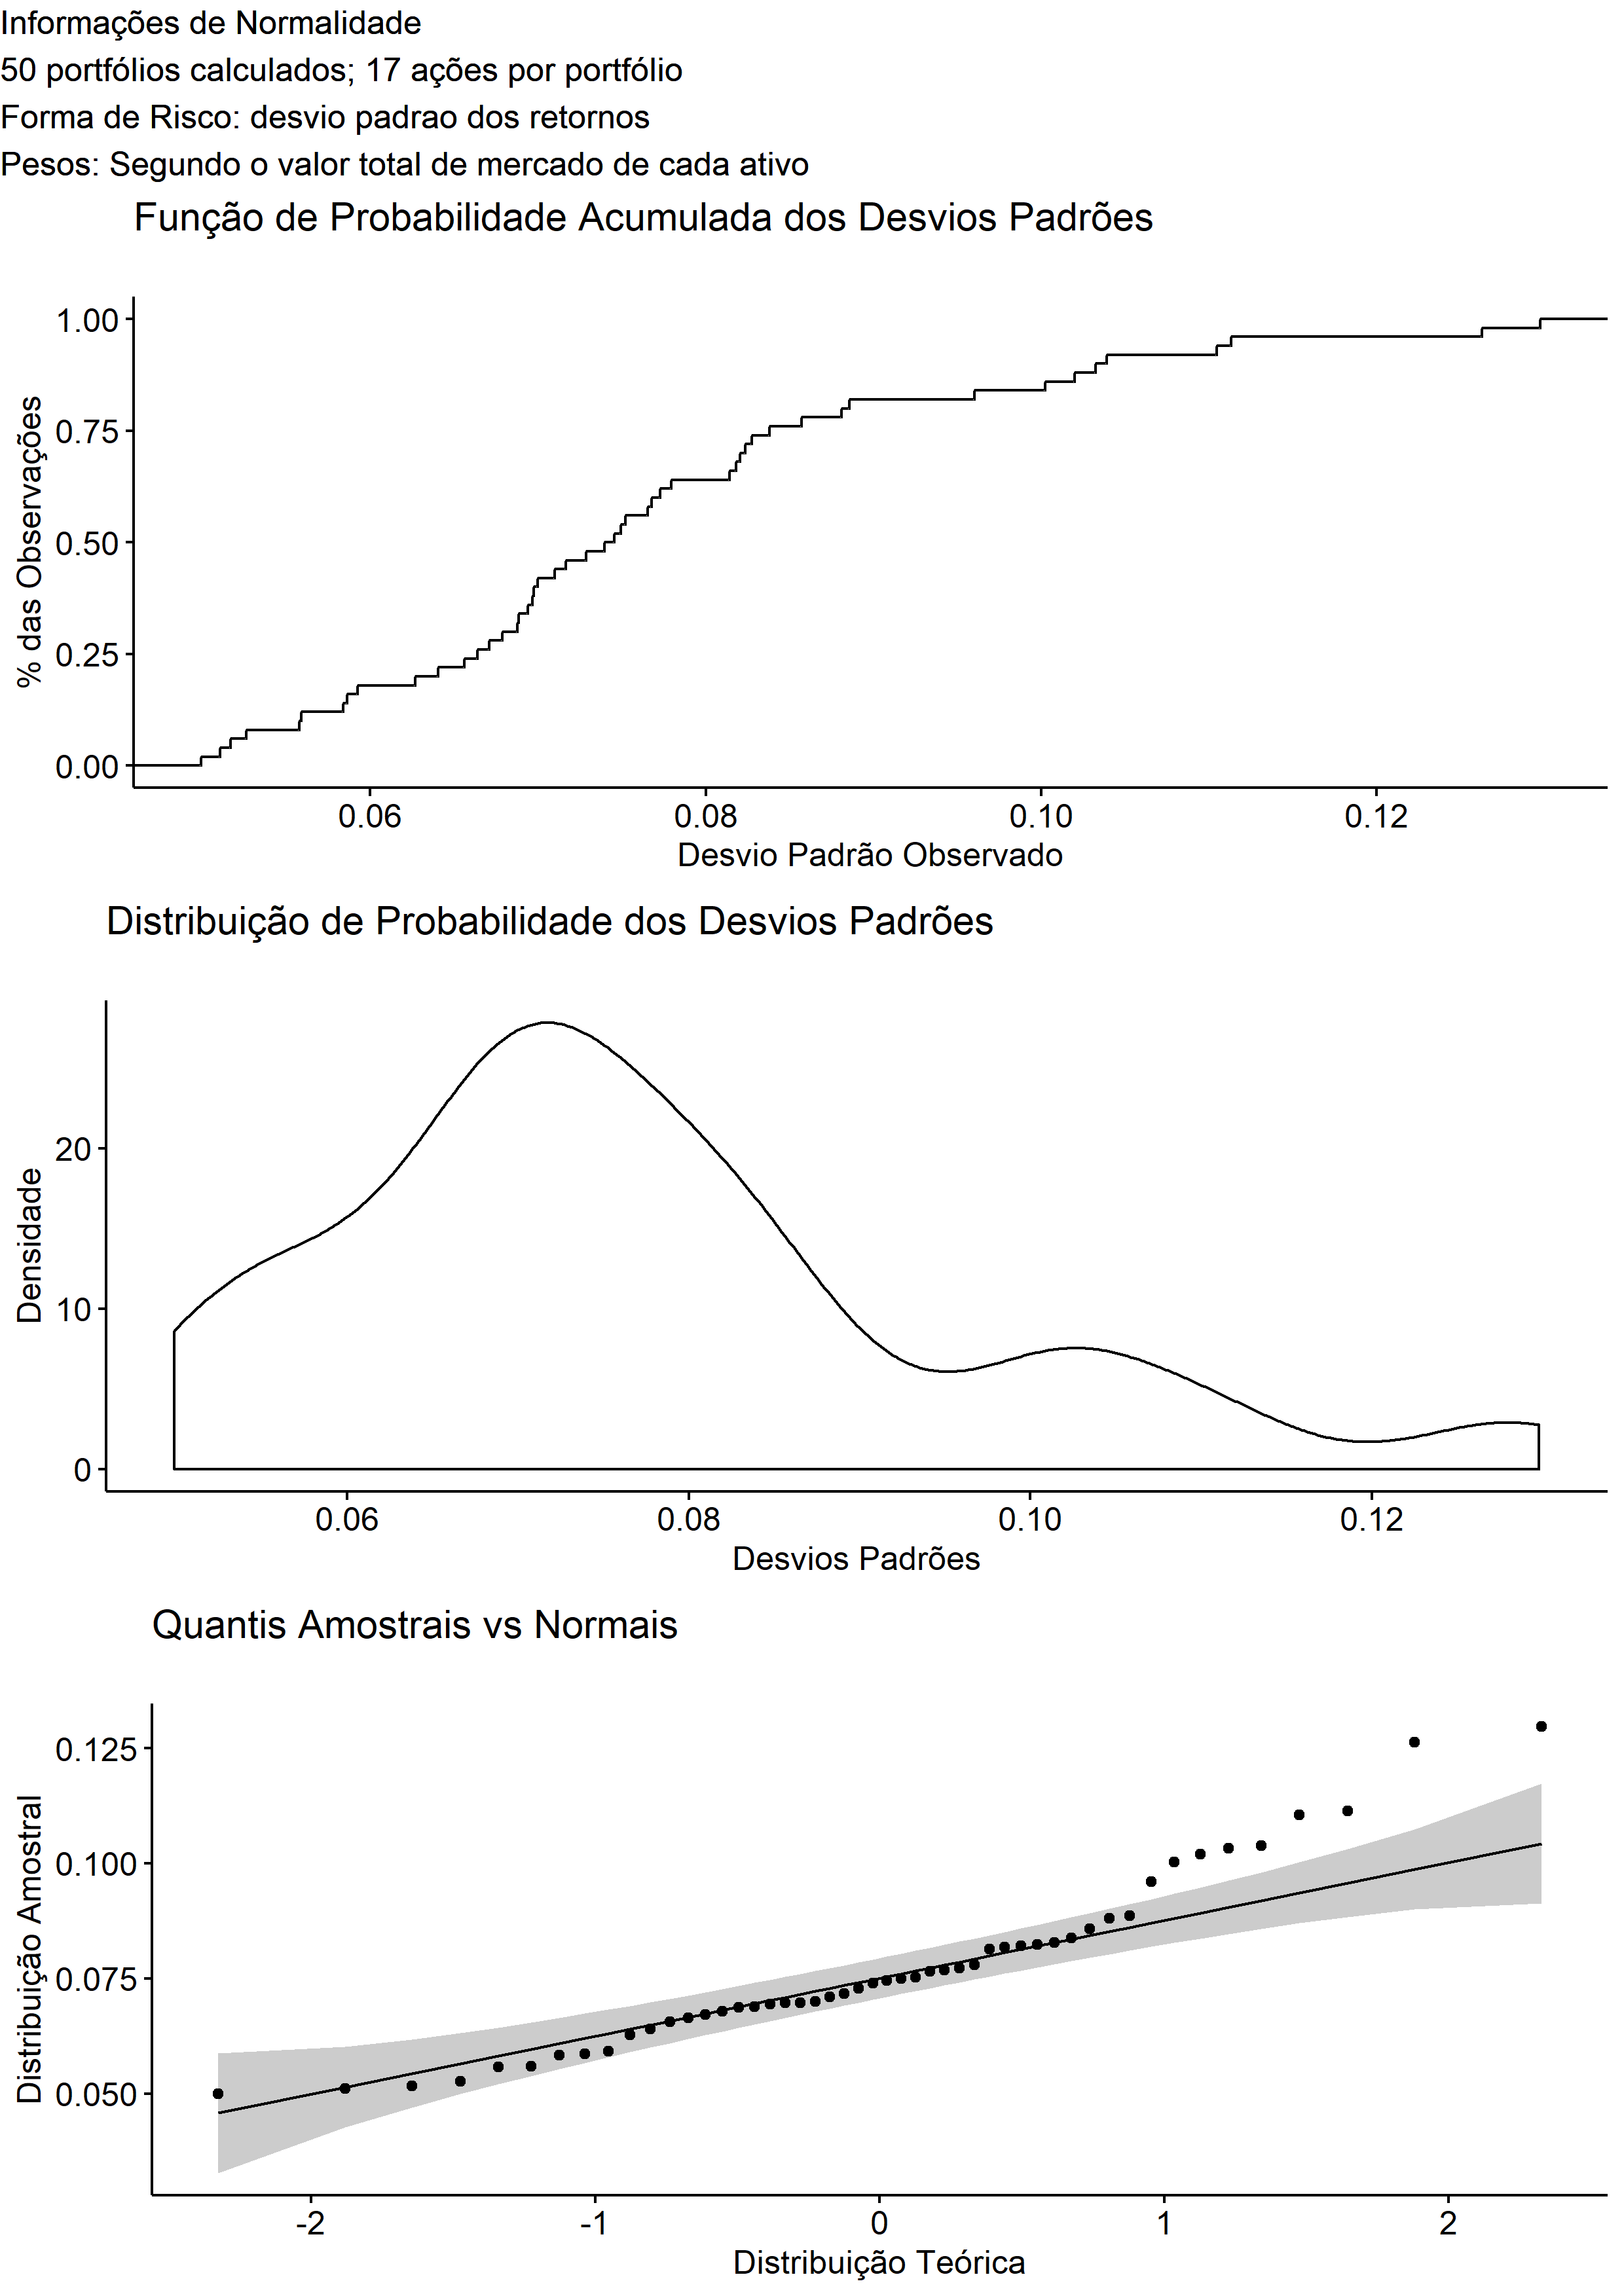 Informações de Normalidade
50 portfólios calculados; 17 ações por portfólio
Forma de Risco: desvio padrao dos retornos
Pesos: Segundo o valor total de mercado de cada ativo
Função de Probabilidade Acumulada dos Desvios Padrões
% das Observações
1.00
0.75
0.50
0.25
0.00
0.06 0.08 0.10 0.12
Desvio Padrão Observado
Distribuição de Probabilidade dos Desvios Padrões
Densidade
20
10
0
0.06 0.08 0.10 0.12
Desvios Padrões
Quantis Amostrais vs Normais
Distribuição Amostral
0.125
0.100
0.075
0.050
-2 -1 0 1 2
Distribuição Teórica